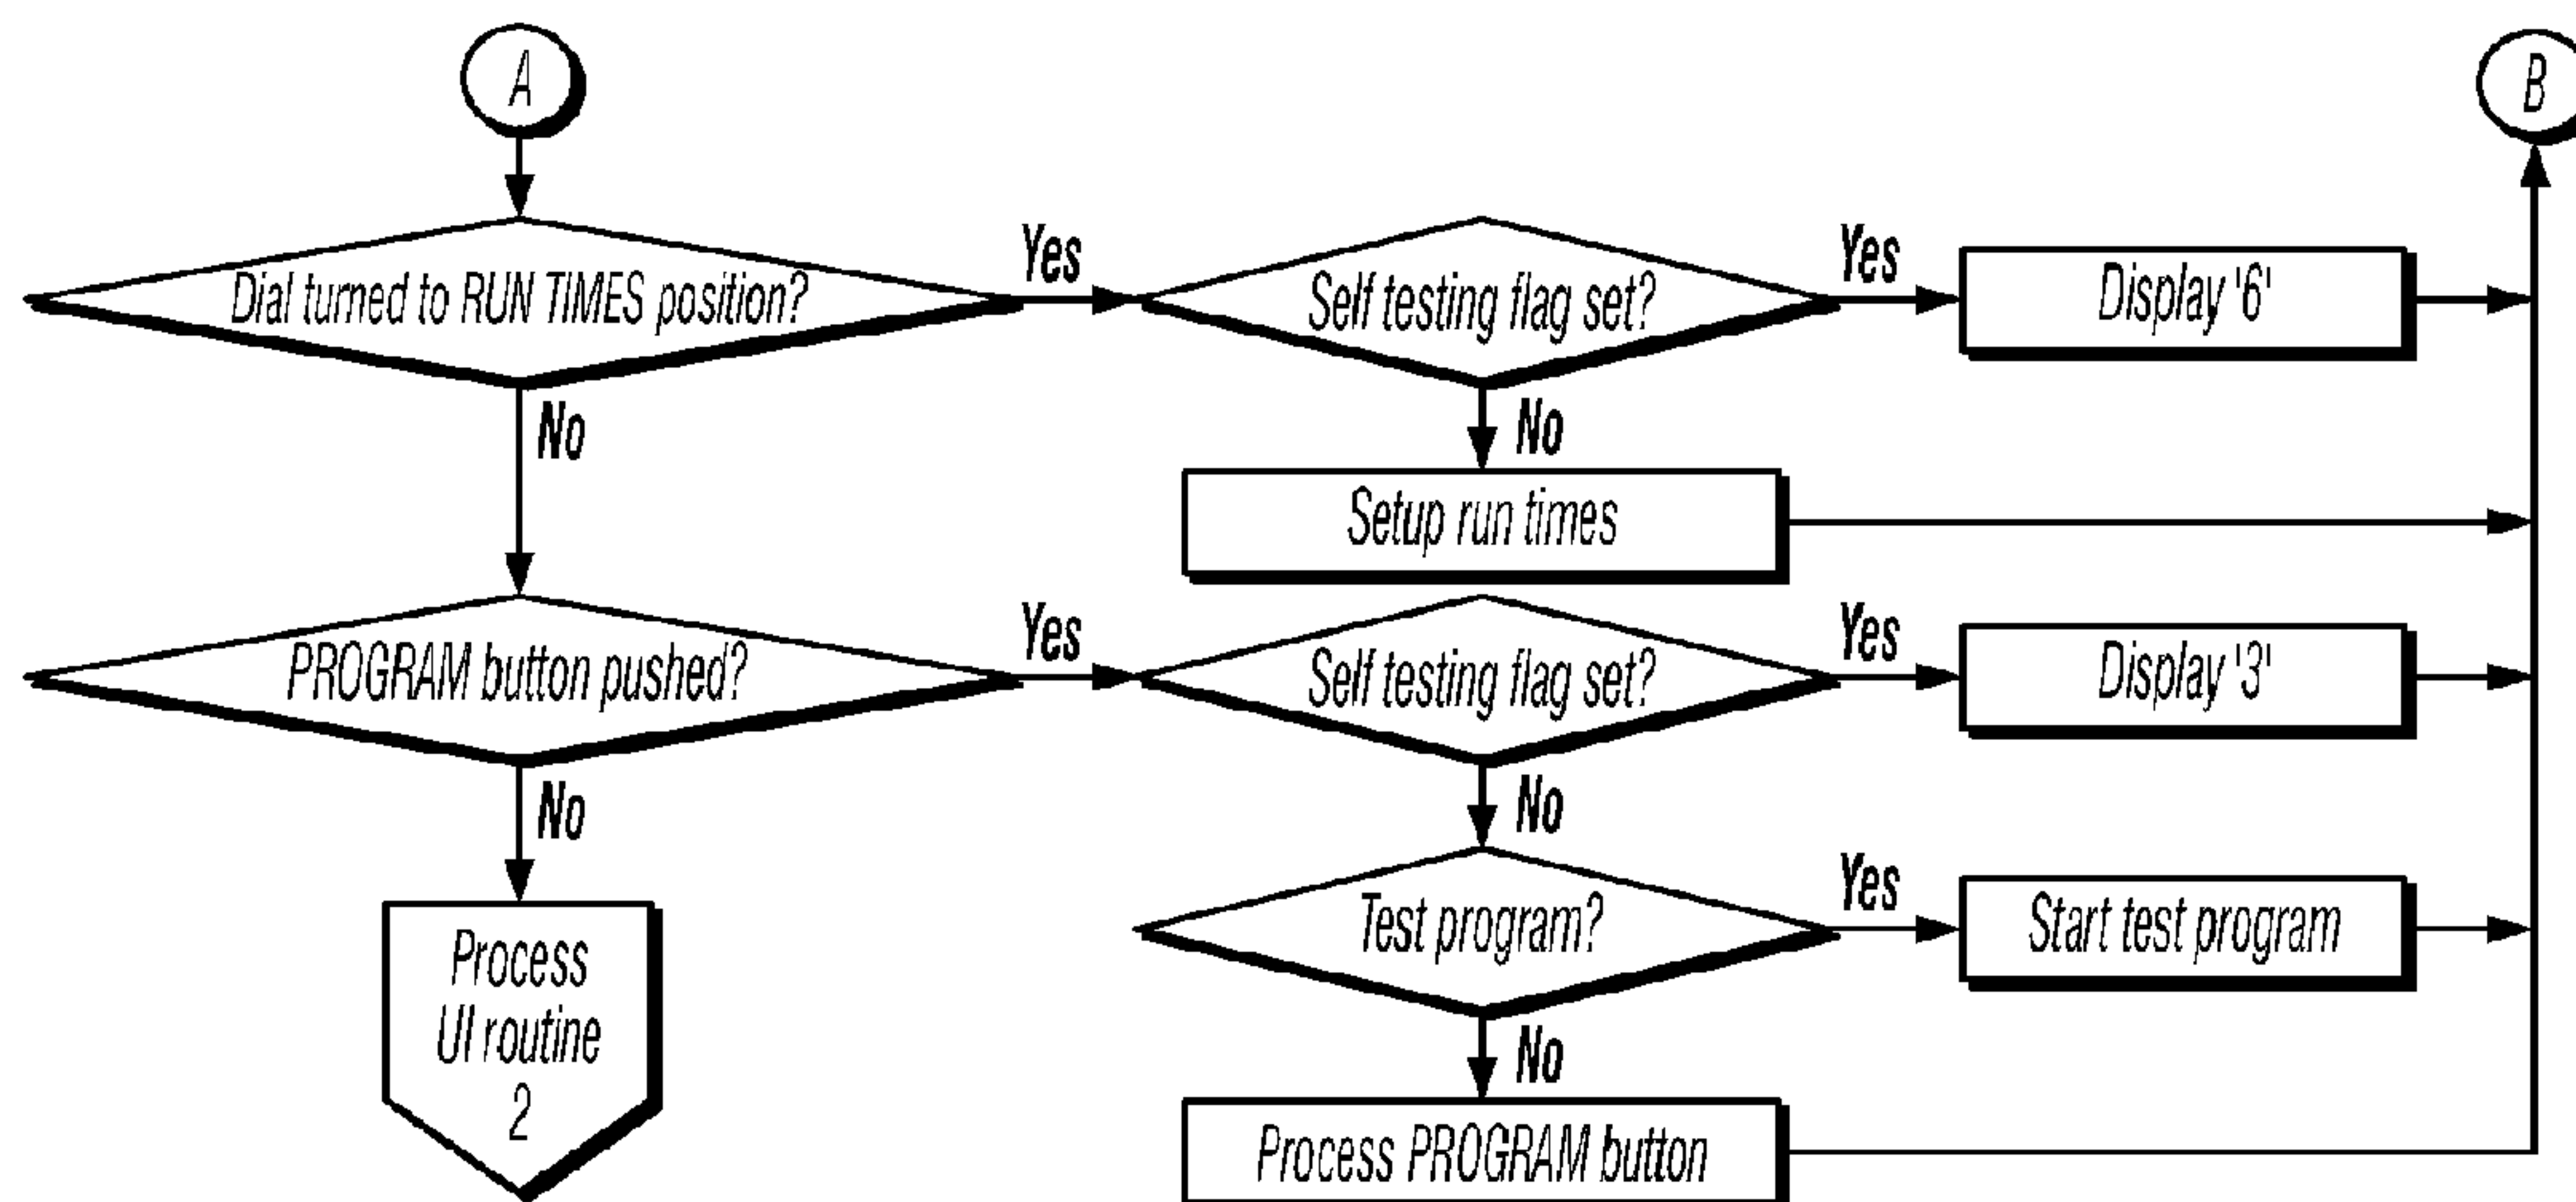 A
B
Dial turned to RUN TIMES position?
Yes
Self testing flag set?
Yes
Display '6'
No
No
Setup run times
PROGRAM button pushed?
Yes
Self testing flag set?
Yes
Display '3'
No
No
Test program?
Yes
Start test program
Process
UI routine
2
No
Process PROGRAM button